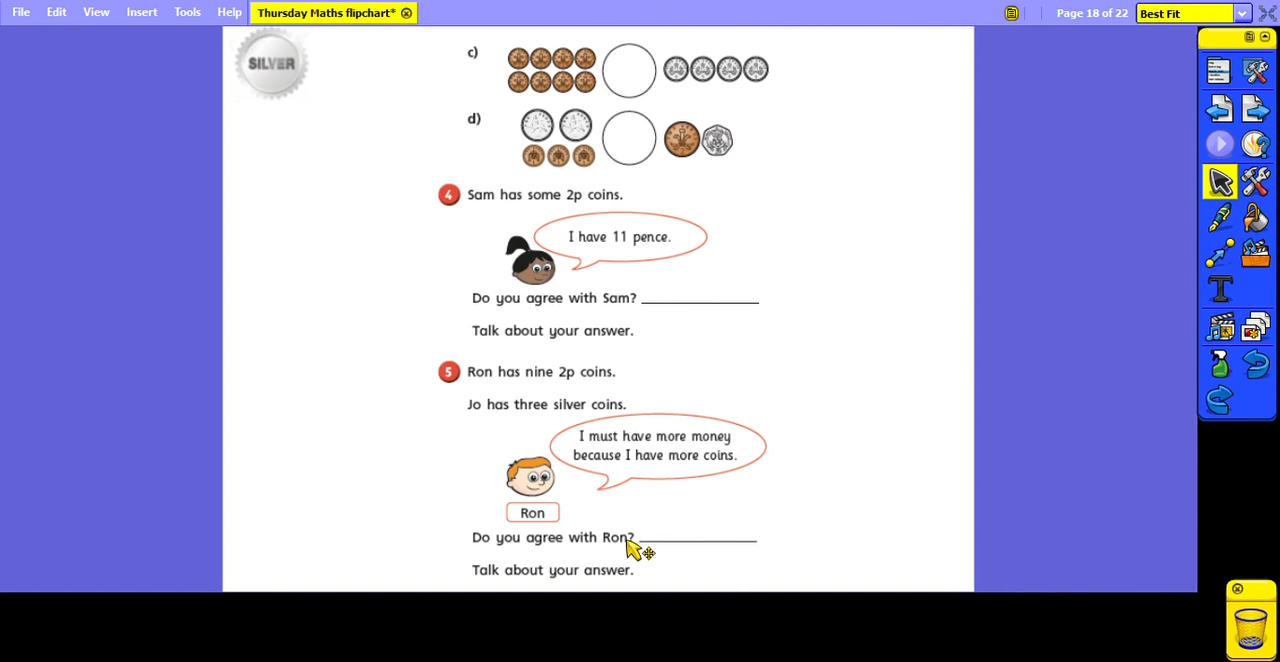 File Edit View Insert Tools Help Thursday Maths flipchart* Page 18 of 22 Best Fit
SILVER
c)
d)
4 Sam has some 2p coins.
I have 11 pence.
Do you agree with Sam?
Talk about your answer.
5 Ron has nine 2p coins.
Jo has three silver coins.
I must have more money
because I have more coins.
Ron
Do you agree with Ron?
Talk about your answer.